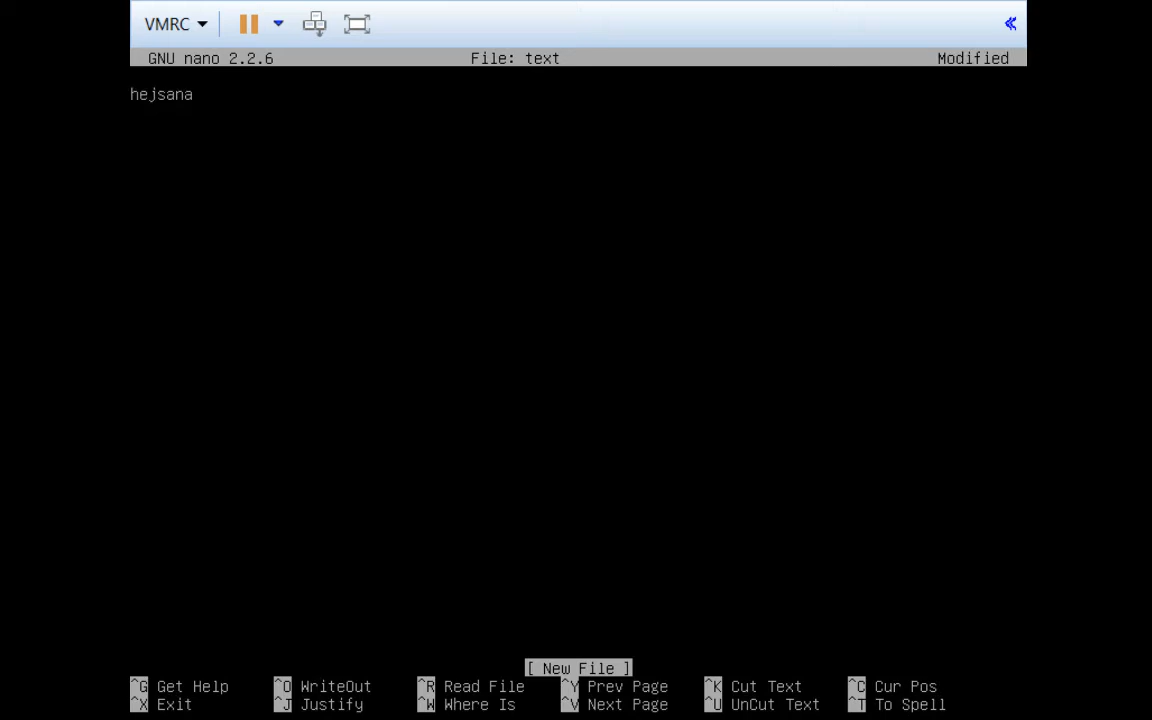 VMRC
GNU nano 2.2.6 File: text Modified
hejsana
[ New File ]
^G Get Help ^O WriteOut ^R Read File ^Y Prev Page ^K Cut Text ^C Cur Pos
^X Exit ^J Justify ^W Where Is ^V Next Page ^U UnCut Text ^T To Spell